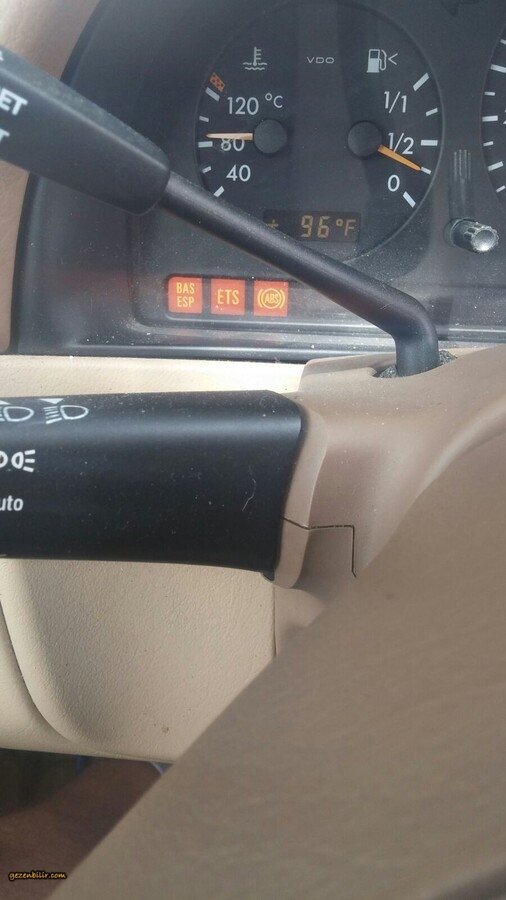 ET
T
120 °C
80
40
VDO
1/1
1/2
0
+ 96°F
BAS
ESP
ETS
ABS
uto
gezenbilir.com